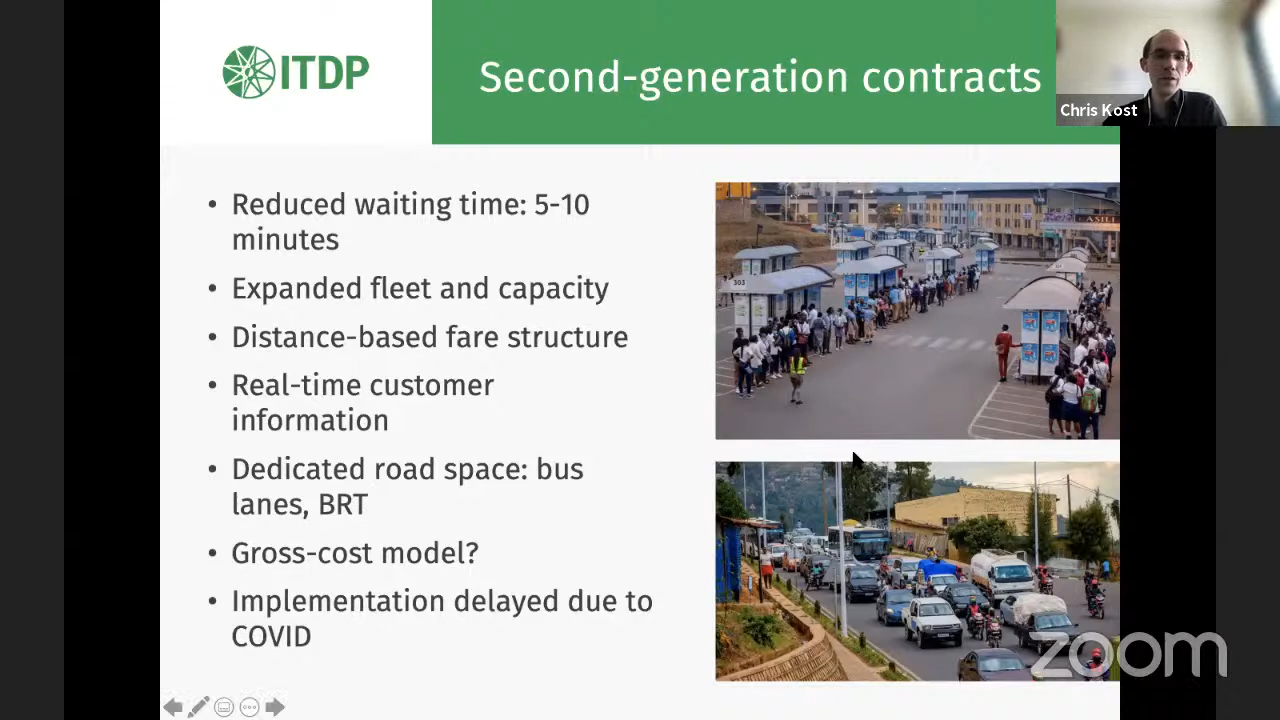 ITDP
Second-generation contracts
Chris Kost
• Reduced waiting time: 5-10
minutes
• Expanded fleet and capacity
• Distance-based fare structure
• Real-time customer
information
• Dedicated road space: bus
lanes, BRT
• Gross-cost model?
• Implementation delayed due to
COVID
303
zoom